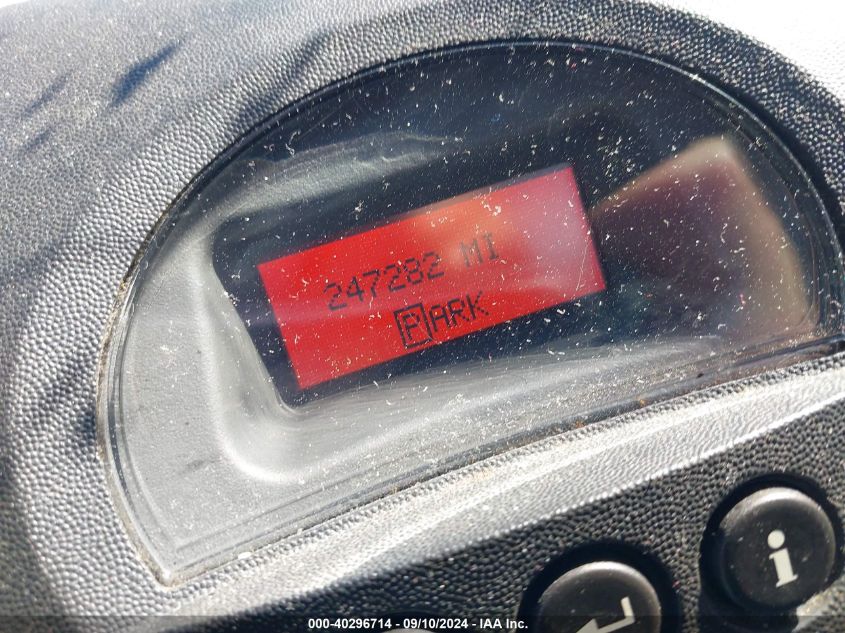 247282 MI
PARK
i
000-40296714 - 09/10/2024 - IAA Inc.